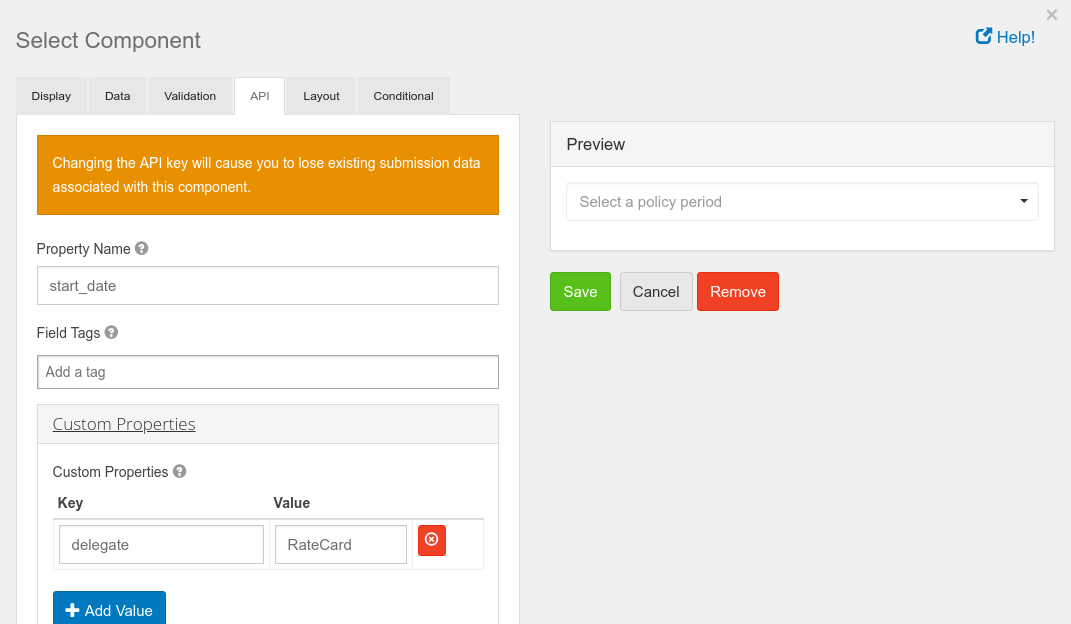 ×
Select Component
Help!
Display Data Validation API Layout Conditional
Changing the API key will cause you to lose existing submission data
associated with this component.
Property Name
start_date
Field Tags
Add a tag
Custom Properties
Custom Properties
Key Value
delegate RateCard
Add Value
Preview
Select a policy period
Save Cancel Remove